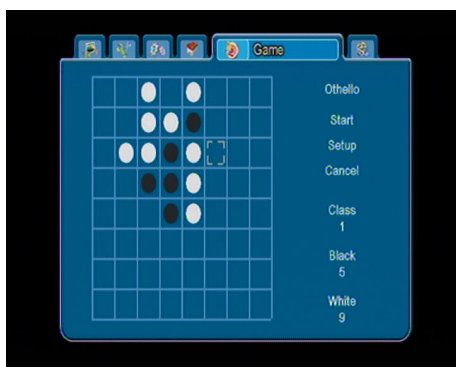 Game
Othello
Start
Setup
Cancel
Class
1
Black
5
White
9